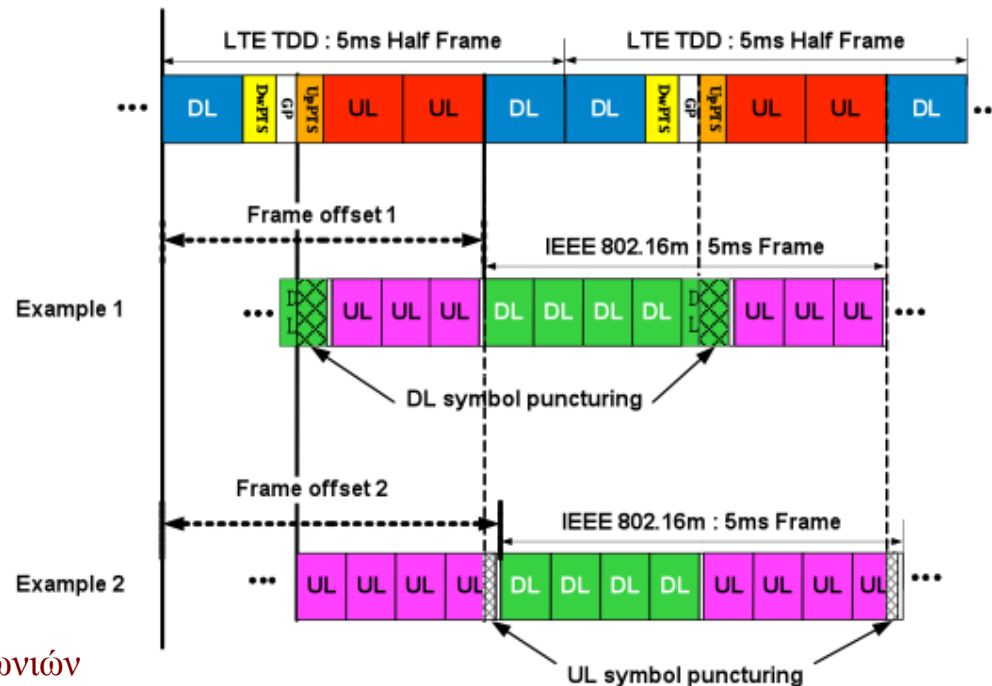 LTE TDD : 5ms Half Frame LTE TDD : 5ms Half Frame
••• DL DwPTS GP UpPTS UL UL DL DL DwPTS GP UpPTS UL UL DL •••
Frame offset 1
IEEE 802.16m : 5ms Frame
Example 1 ••• DL UL UL UL DL DL DL DL DL UL UL UL •••
DL symbol puncturing
Frame offset 2
IEEE 802.16m : 5ms Frame
Example 2 ••• UL UL UL UL DL DL DL DL UL UL UL UL •••
UL symbol puncturing